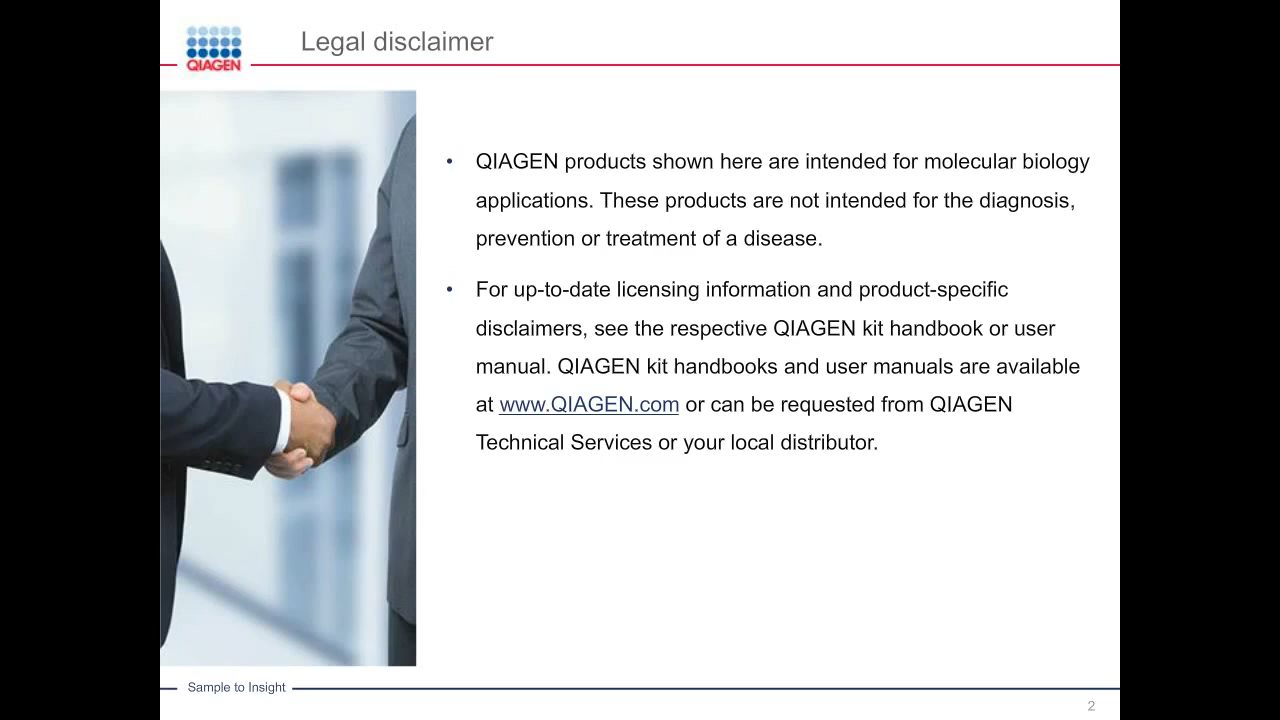 Legal disclaimer
QIAGEN
• QIAGEN products shown here are intended for molecular biology
applications. These products are not intended for the diagnosis,
prevention or treatment of a disease.
• For up-to-date licensing information and product-specific
disclaimers, see the respective QIAGEN kit handbook or user
manual. QIAGEN kit handbooks and user manuals are available
at www.QIAGEN.com or can be requested from QIAGEN
Technical Services or your local distributor.
Sample to Insight
2